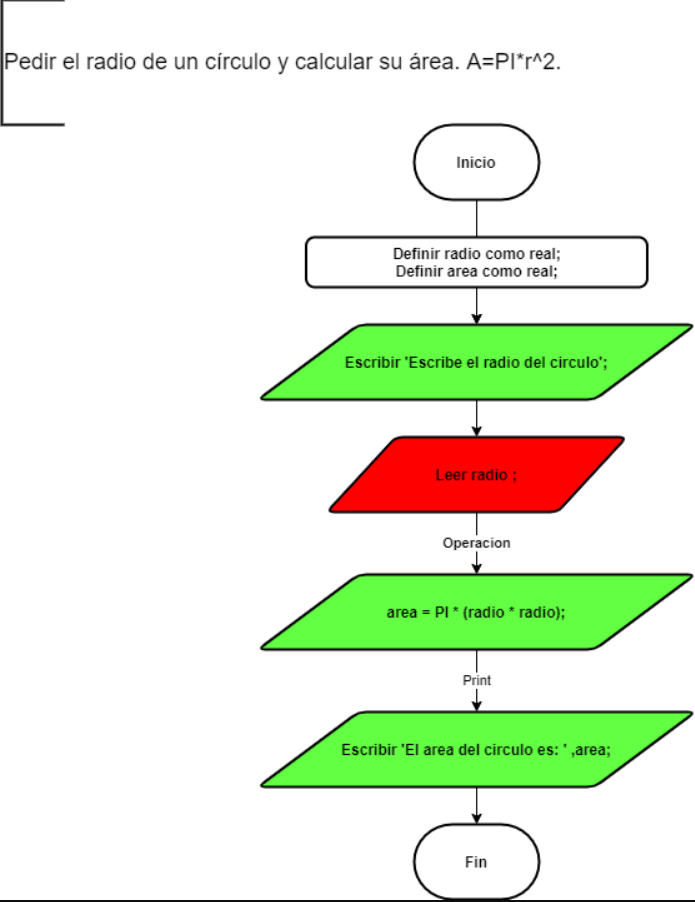 Pedir el radio de un círculo y calcular su área. A=PI*r^2.
Inicio
Definir radio como real;
Definir area como real;
Escribir 'Escribe el radio del circulo';
Leer radio ;
Operacion
area = PI * (radio * radio);
Print
Escribir 'El area del circulo es: ' ,area;
Fin